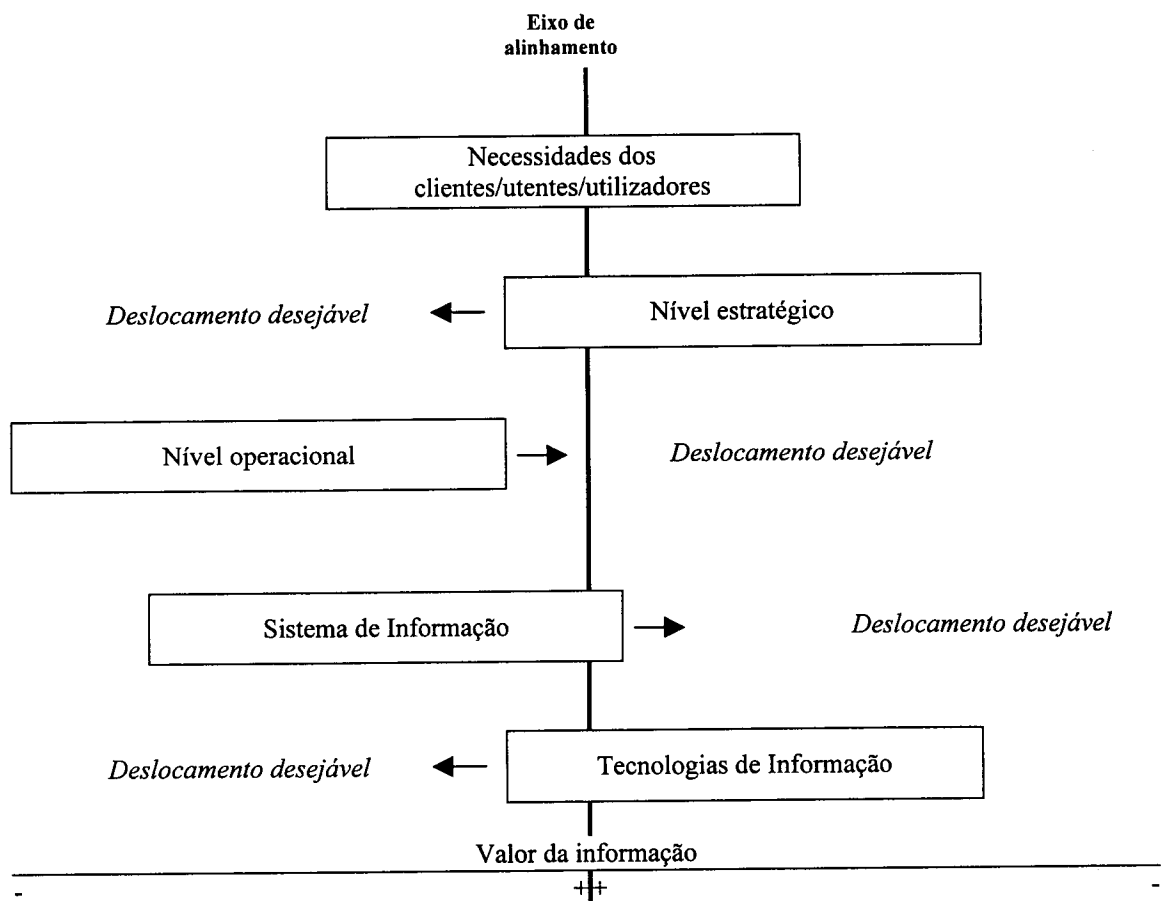 Eixo de
alinhamento
Necessidades dos
clientes/utentes/utilizadores
Deslocamento desejável
Nível estratégico
Nível operacional
Deslocamento desejável
Sistema de Informação
Deslocamento desejável
Deslocamento desejável
Tecnologias de Informação
Valor da informação
- ++ -